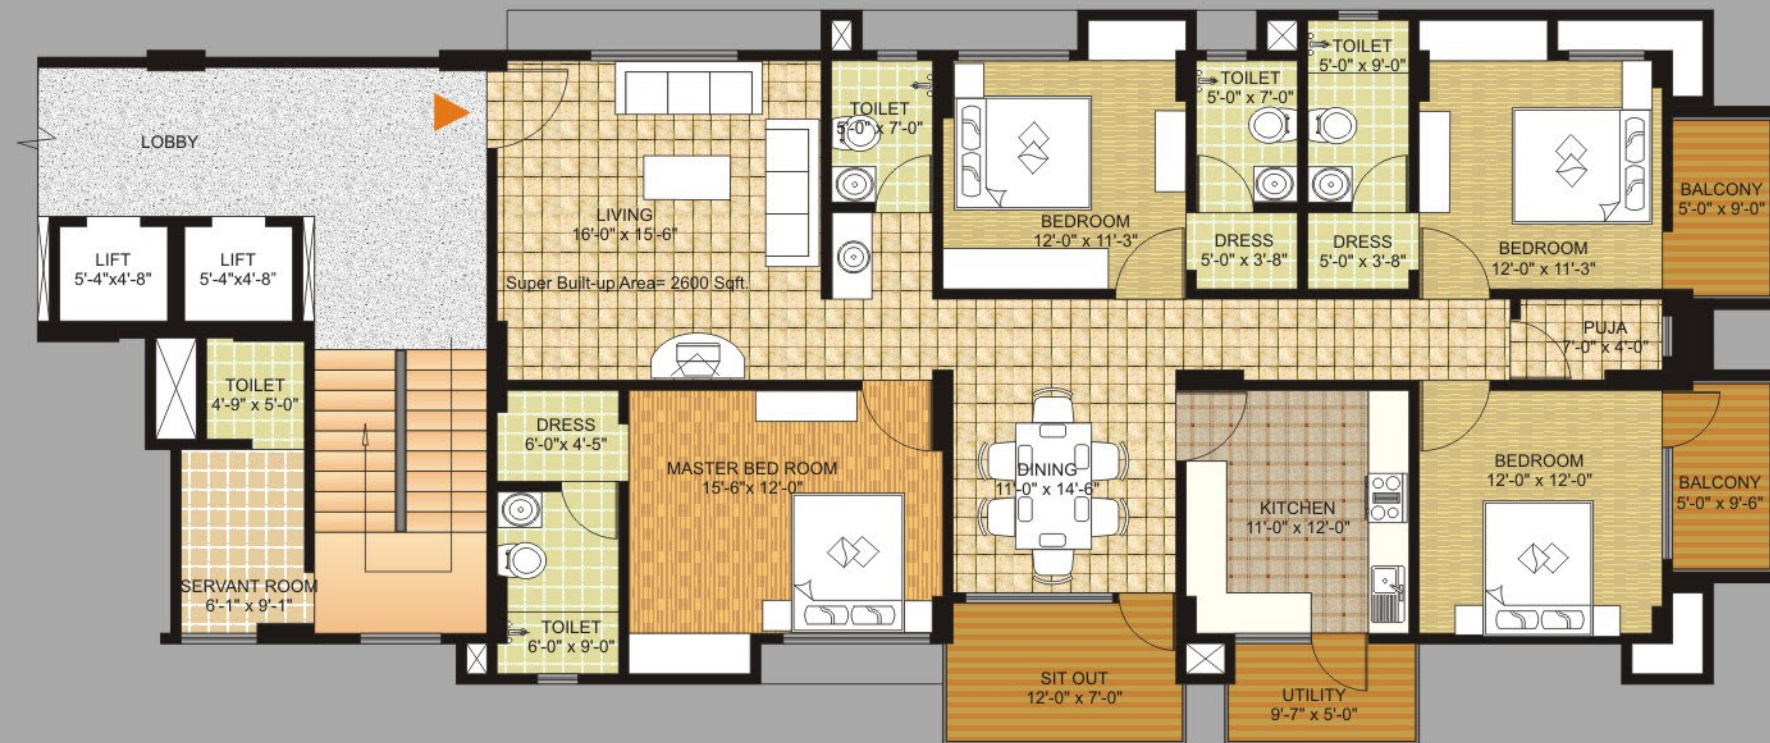 TOILET
5'-0" x 9'-0"
TOILET
5'-0" x 7'-0"
TOILET
5'-0" x 7'-0"
LOBBY
BALCONY
5'-0" x 9'-0"
LIVING
16'-0" x 15'-6"
BEDROOM
12'-0" x 11'-3"
DRESS
5'-0" x 3'-8"
DRESS
5'-0" x 3'-8"
BEDROOM
12'-0" x 11'-3"
LIFT
5'-4"x4'-8"
LIFT
5'-4"x4'-8"
Super Built-up Area= 2600 Sqft.
PUJA
7'-0" x 4'-0"
TOILET
4'-9" x 5'-0"
DRESS
6'-0"x 4'-5"
MASTER BED ROOM
15'-6"x 12'-0"
DINING
11'-0" x 14'-6"
KITCHEN
11'-0" x 12'-0"
BEDROOM
12'-0" x 12'-0"
BALCONY
5'-0" x 9'-6"
SERVANT ROOM
6'-1" x 9'-1"
TOILET
6'-0" x 9'-0"
SIT OUT
12'-0" x 7'-0"
UTILITY
9'-7" x 5'-0"